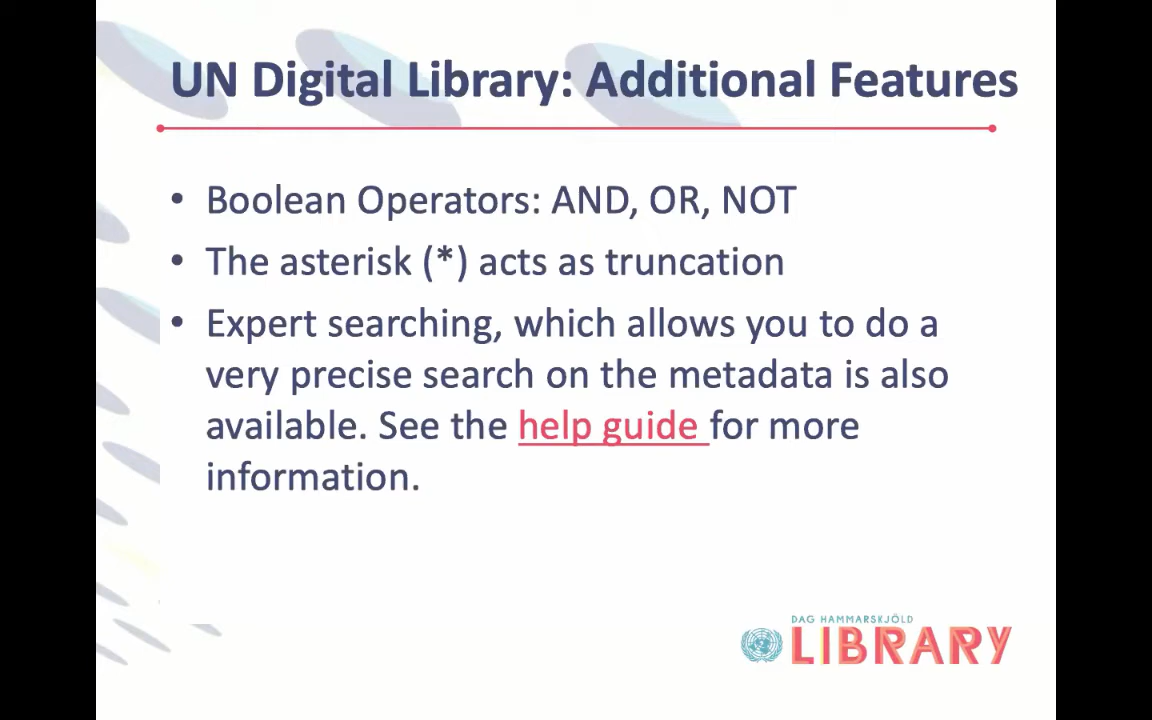 UN Digital Library: Additional Features
• Boolean Operators: AND, OR, NOT
• The asterisk (*) acts as truncation
• Expert searching, which allows you to do a
very precise search on the metadata is also
available. See the help guide for more
information.
DAG HAMMARSKJÖLD
LIBRARY